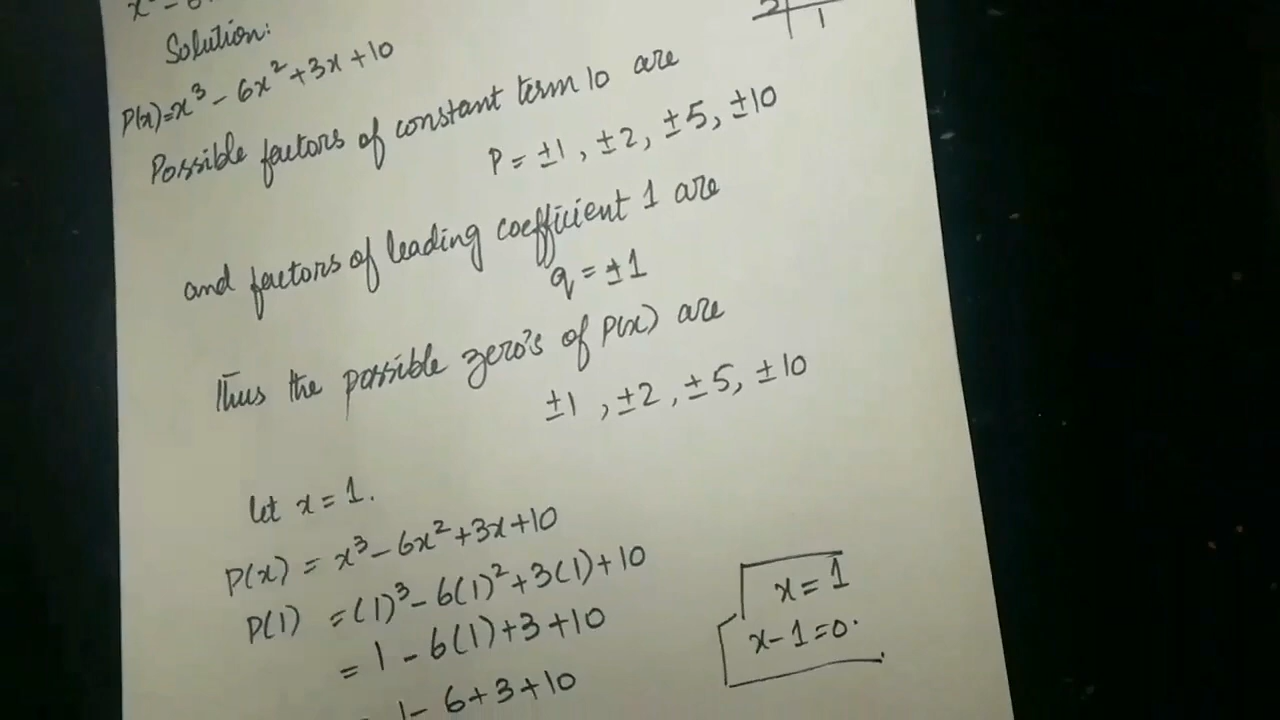 Solution:
P(x)=x³ - 6x² + 3x + 10
Possible factors of constant term 10 are
P = ±1, ±2, ±5, ±10
and factors of leading coefficient 1 are
q = ±1
Thus the possible zero's of P(x) are
±1, ±2, ±5, ±10
let x = 1.
P(x) = x³ - 6x² + 3x + 10
P(1) = (1)³ - 6(1)² + 3(1) + 10
= 1 - 6(1) + 3 + 10
1 - 6 + 3 + 10
x = 1
x - 1 = 0.